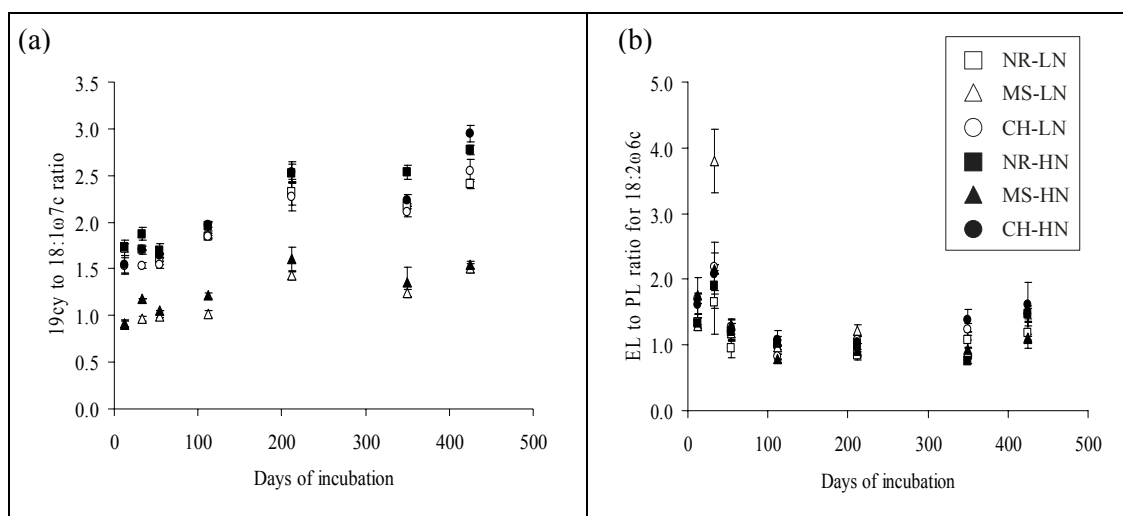 (a)
19cy to 18:1ω7c ratio
3.5
3.0
2.5
2.0
1.5
1.0
0.5
0.0
0 100 200 300 400 500
Days of incubation
(b)
EL to PL ratio for 18:2ω6c
6.0
5.0
4.0
3.0
2.0
1.0
0.0
0 100 200 300 400 500
Days of incubation
NR-LN
MS-LN
CH-LN
NR-HN
MS-HN
CH-HN